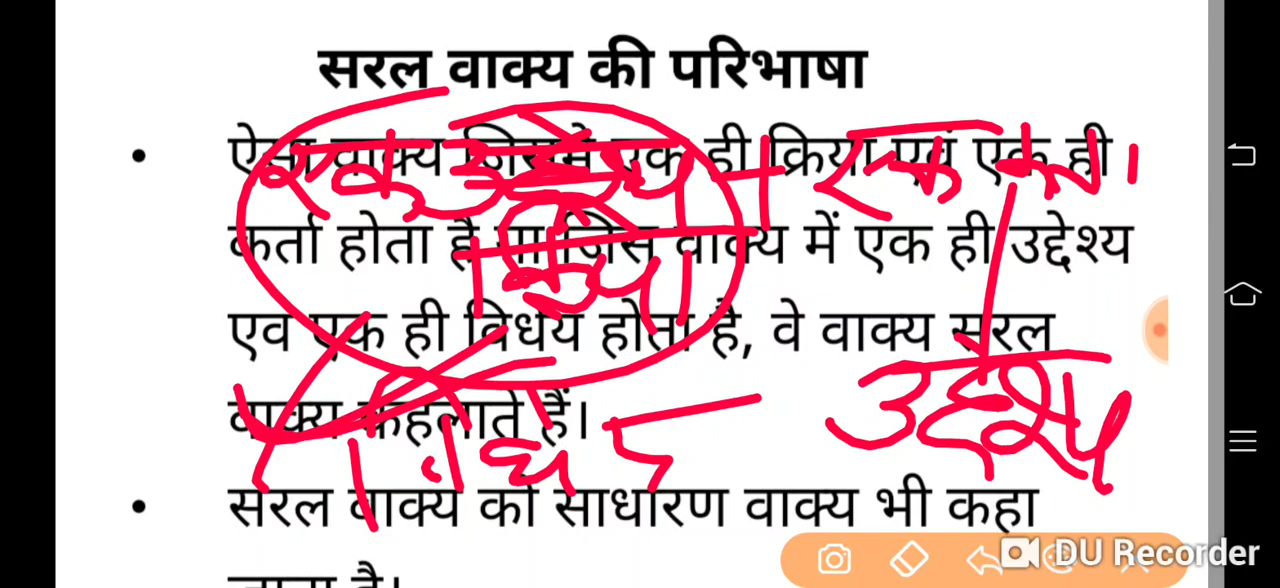 सरल वाक्य की परिभाषा
• ऐसा वाक्य जिसमे एक ही क्रिया एवं एक ही
कर्ता होता है या जिस वाक्य में एक ही उद्देश्य
एवं एक ही विधेय होता है, वे वाक्य सरल
वाक्य कहलाते हैं।
• सरल वाक्य को साधारण वाक्य भी कहा
जाता है।
एक
क्रिया
DU Recorder